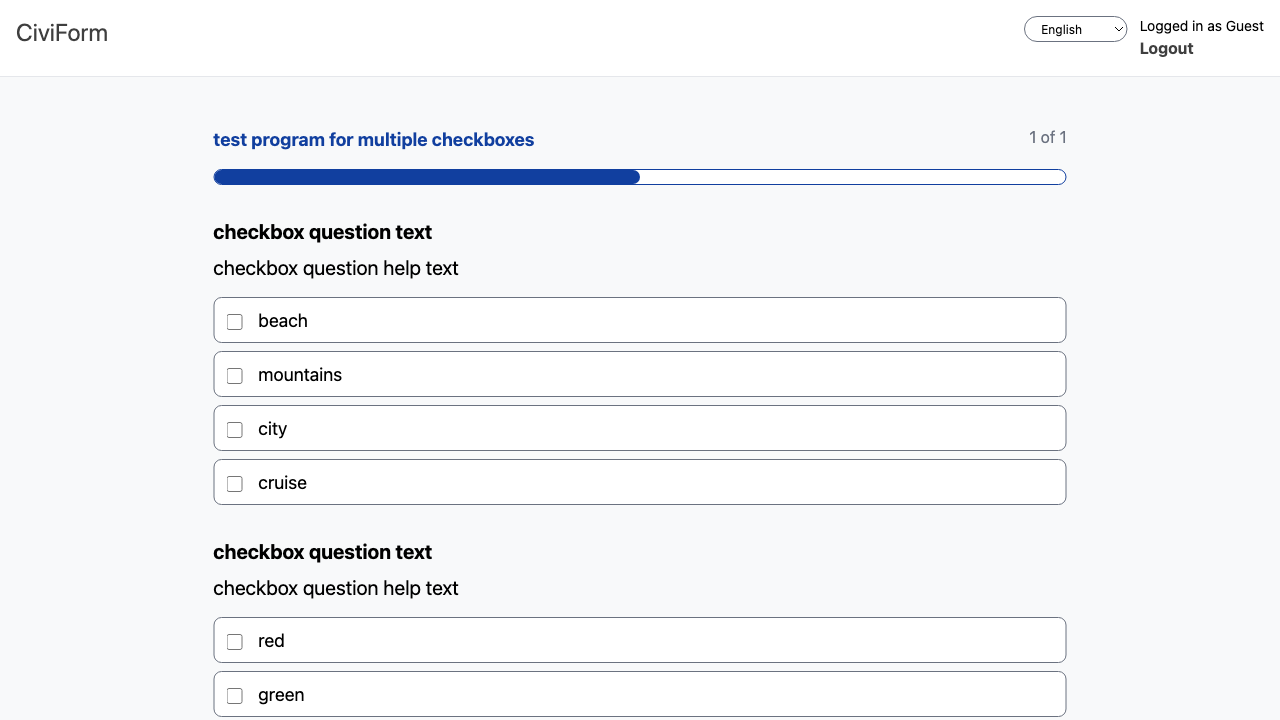 CiviForm
English
Logged in as Guest
Logout
test program for multiple checkboxes
1 of 1
checkbox question text
checkbox question help text
beach
mountains
city
cruise
checkbox question text
checkbox question help text
red
green